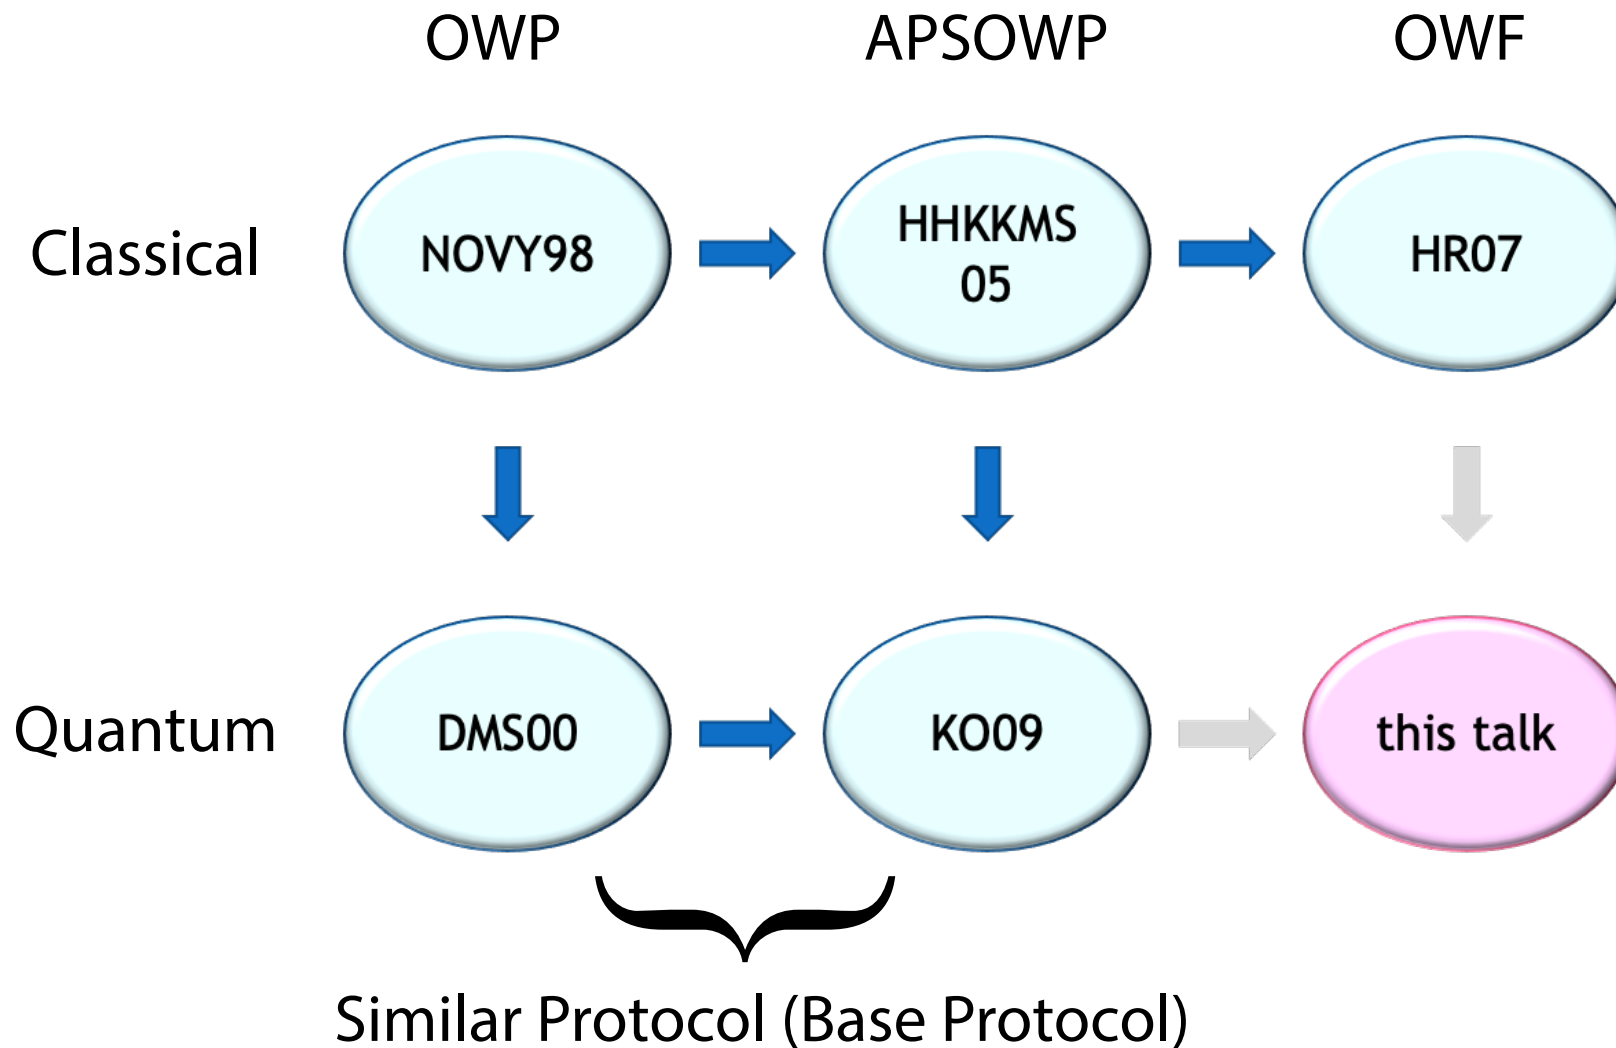 OWP
APSOWP
OWF
Classical
NOVY98
HHKKMS
05
HR07
Quantum
DMS00
KO09
this talk
Similar Protocol (Base Protocol)